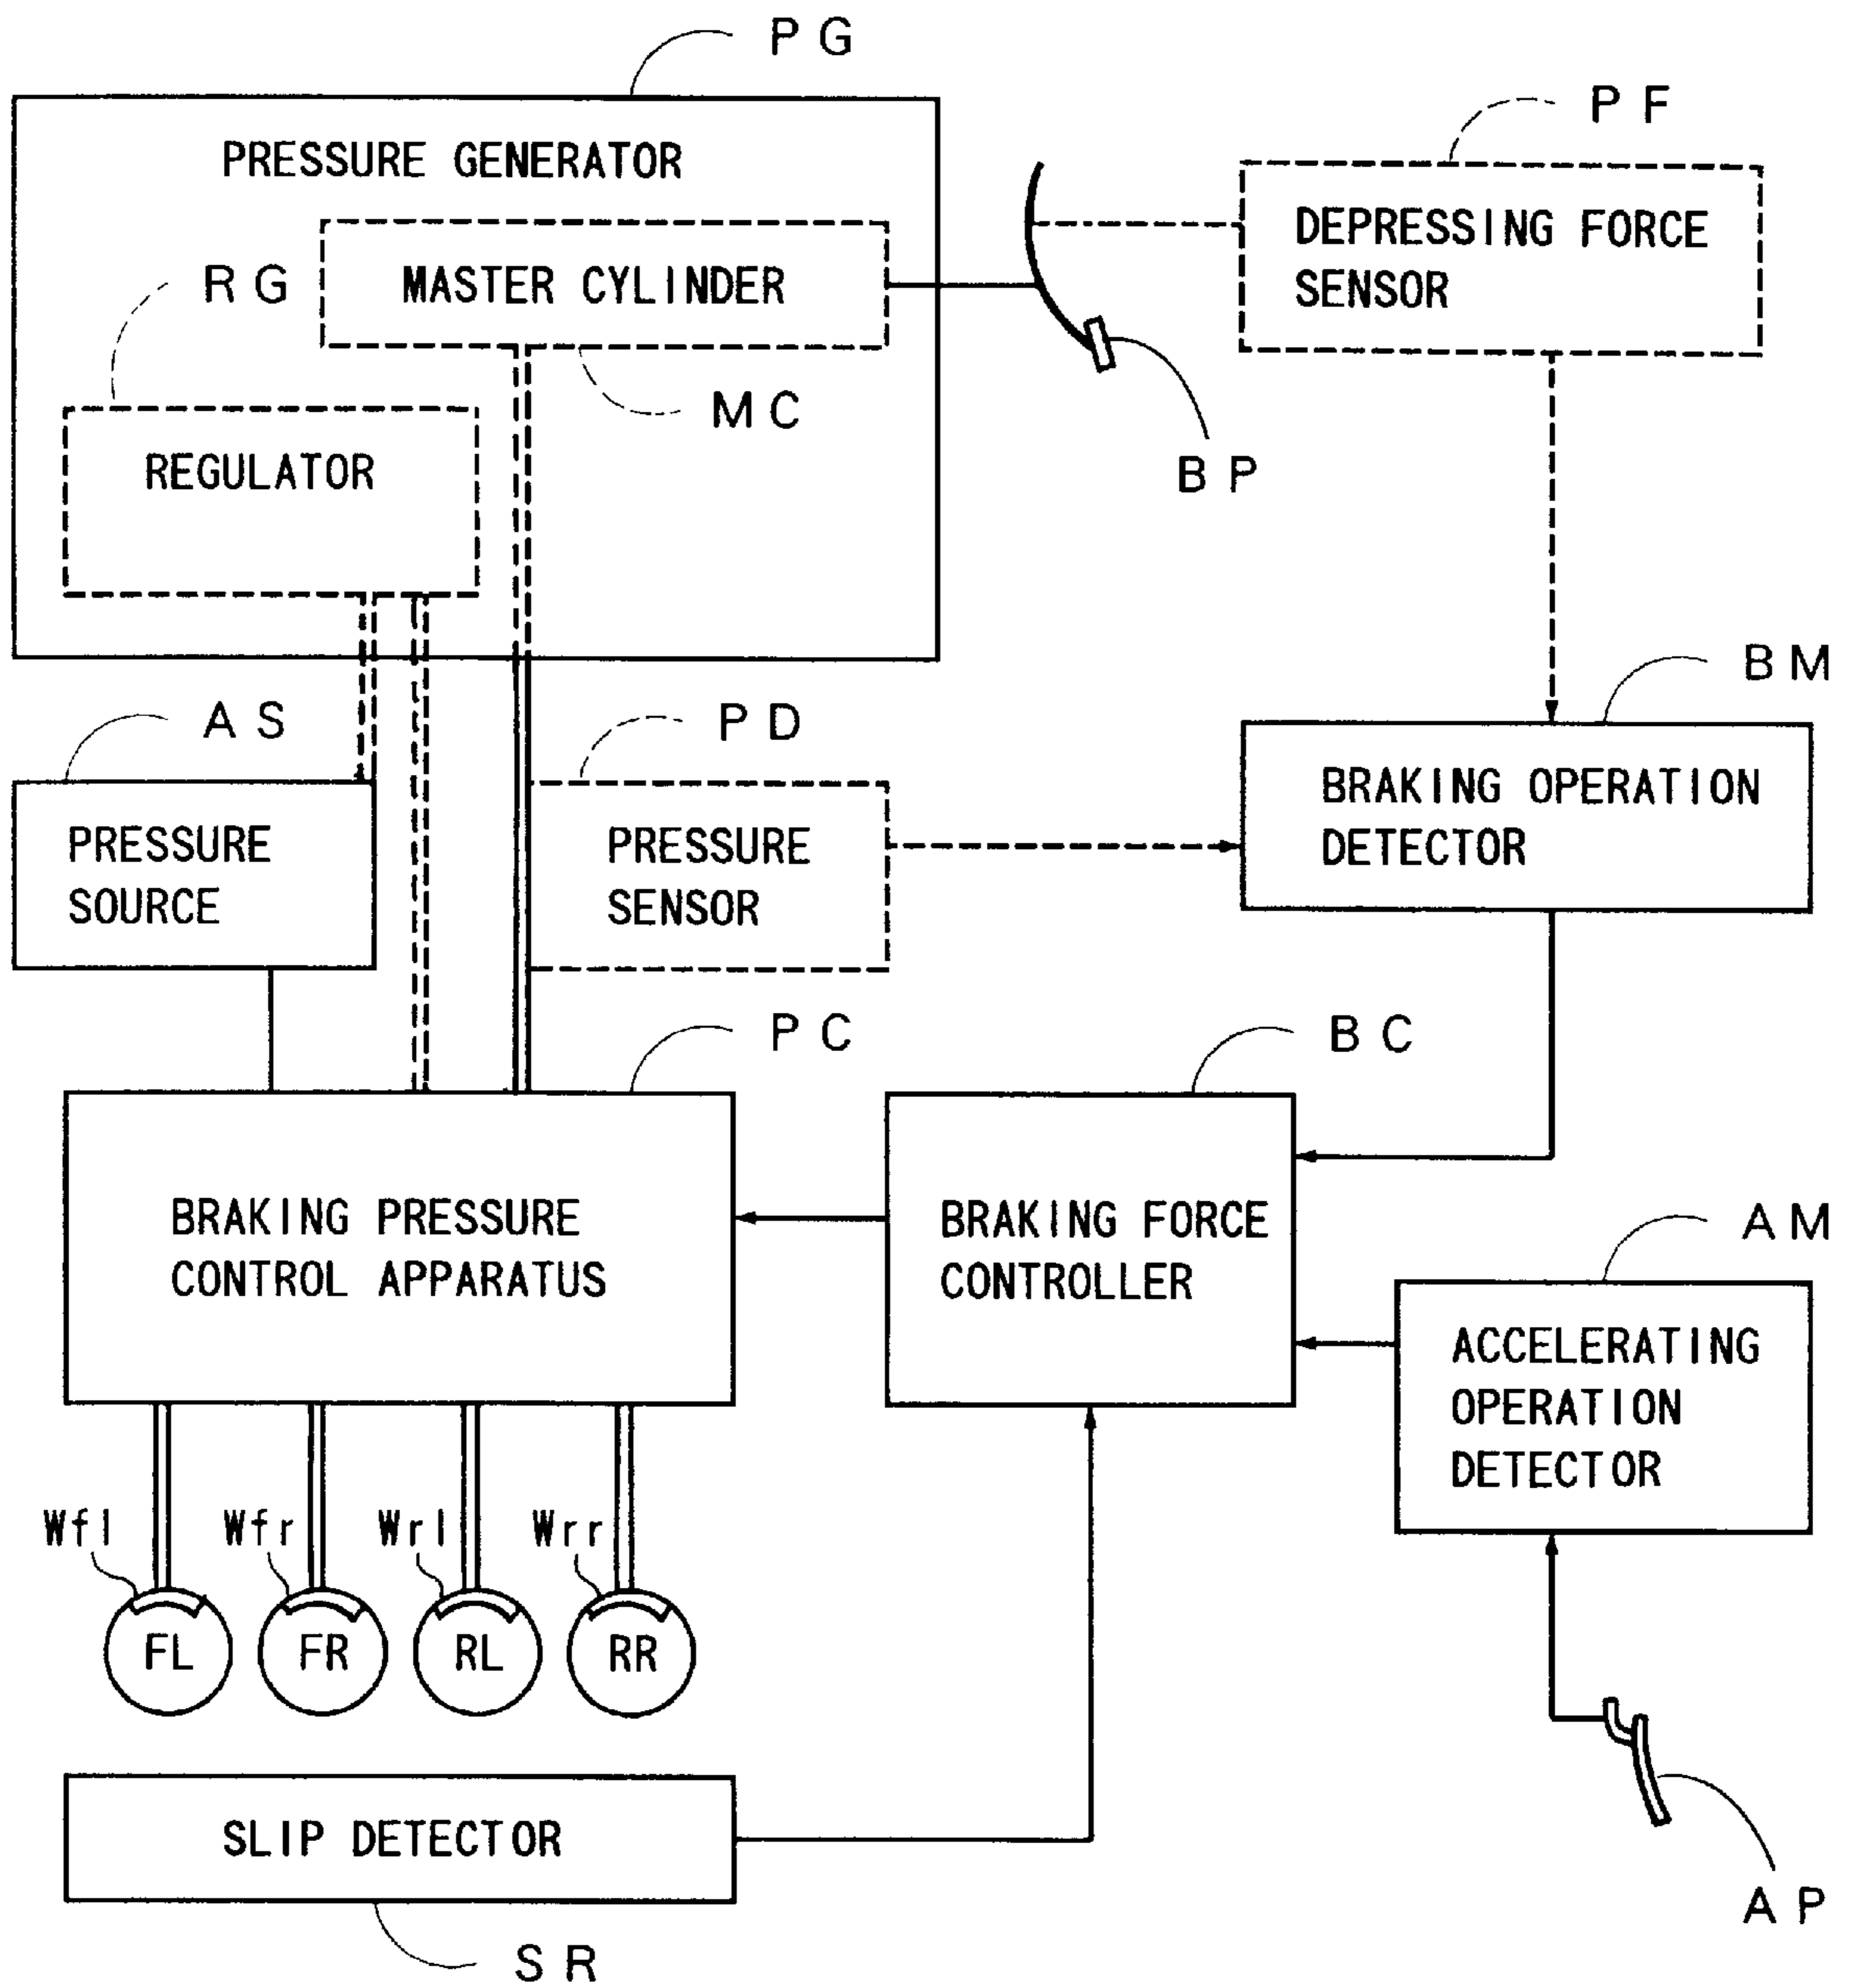 PG
PF
PRESSURE GENERATOR
DEPRESSING FORCE
SENSOR
RG
MASTER CYLINDER
MC
BP
REGULATOR
BM
AS
PD
BRAKING OPERATION
DETECTOR
PRESSURE
SOURCE
PRESSURE
SENSOR
PC
BC
BRAKING PRESSURE
CONTROL APPARATUS
BRAKING FORCE
CONTROLLER
AM
ACCELERATING
OPERATION
DETECTOR
Wfl
Wfr
Wrl
Wrr
FL
FR
RL
RR
SLIP DETECTOR
AP
SR